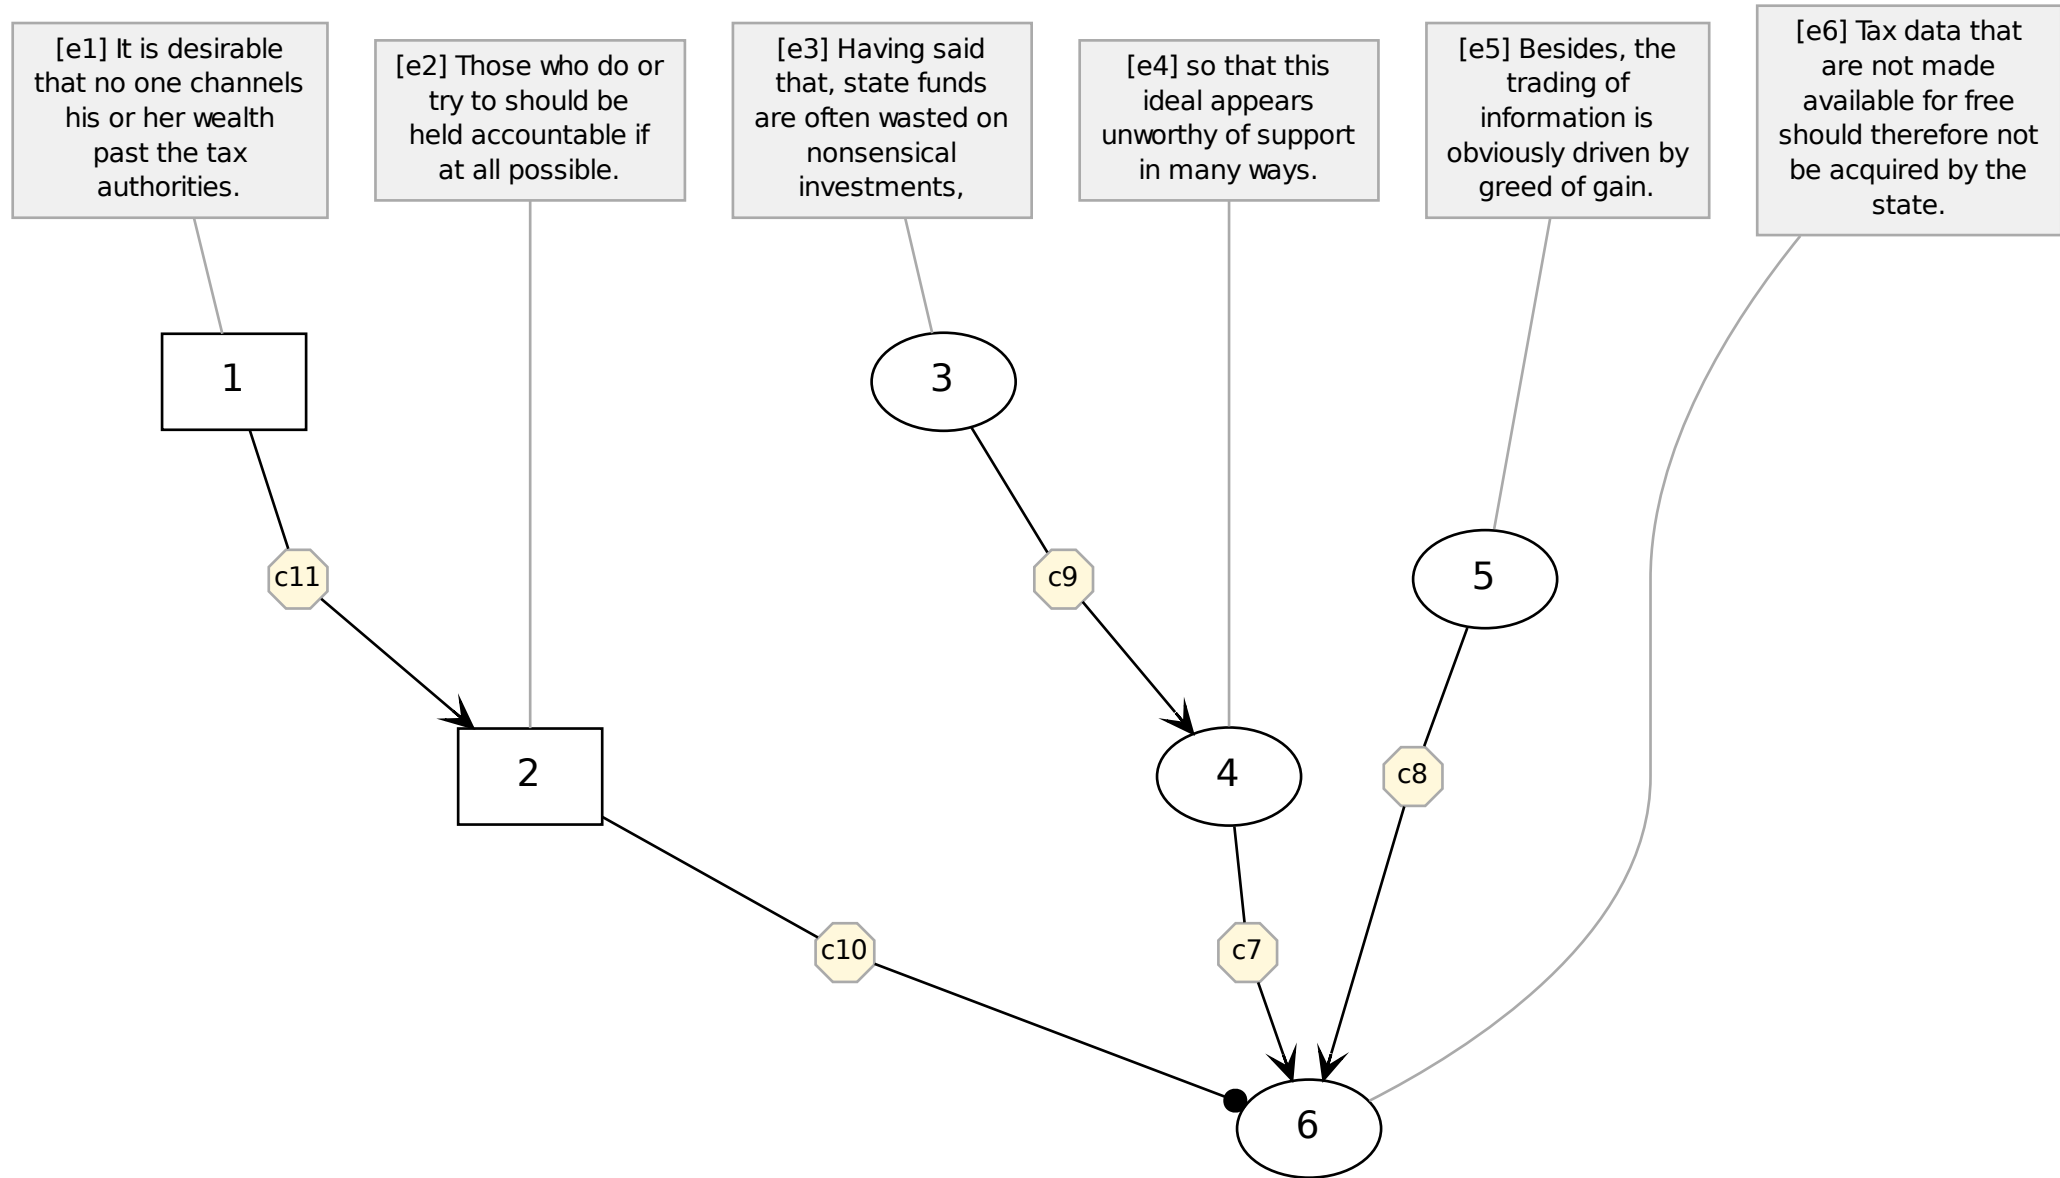 [e1] It is desirable
that no one channels
his or her wealth
past the tax
authorities.
[e2] Those who do or
try to should be
held accountable if
at all possible.
[e3] Having said
that, state funds
are often wasted on
nonsensical
investments,
[e4] so that this
ideal appears
unworthy of support
in many ways.
[e5] Besides, the
trading of
information is
obviously driven by
greed of gain.
[e6] Tax data that
are not made
available for free
should therefore not
be acquired by the
state.
1
3
c11
c9
5
2
4
c8
c10
c7
6